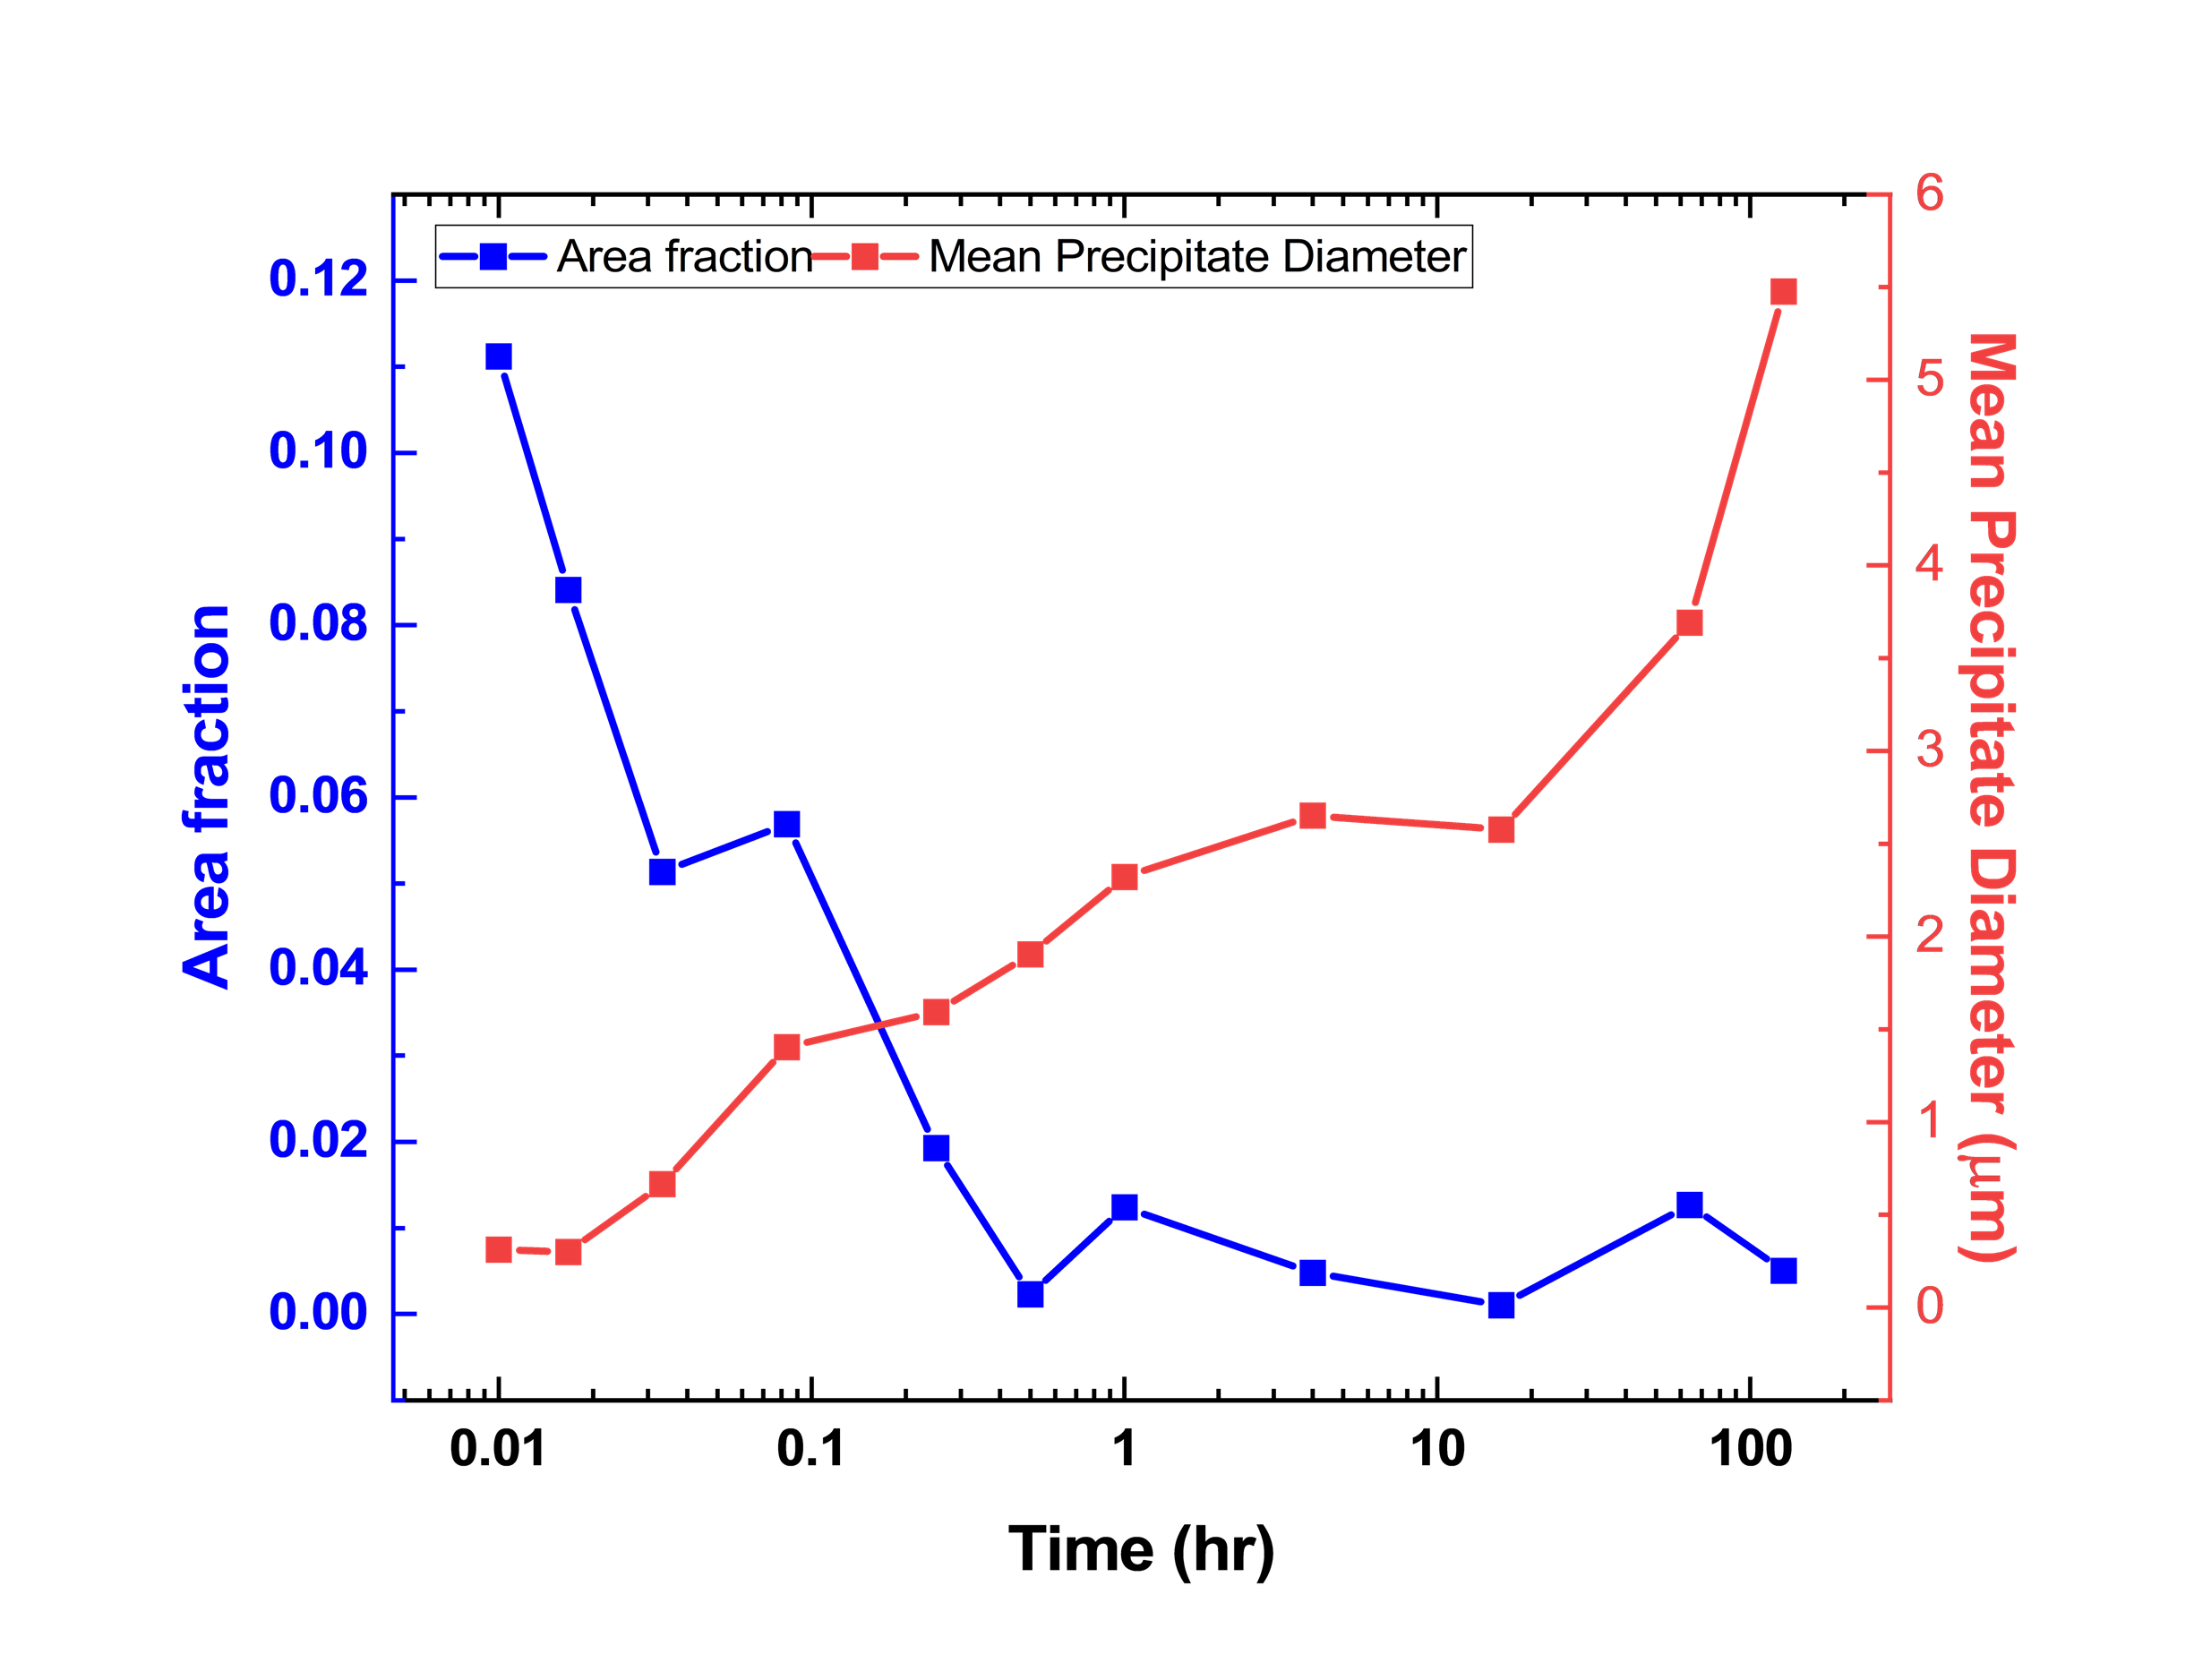 Area fraction Mean Precipitate Diameter
0.12
0.10
0.08
0.06
0.04
0.02
0.00
Area fraction
6
5
4
3
2
1
0
Mean Precipitate Diameter (µm)
0.01 0.1 1 10 100
Time (hr)